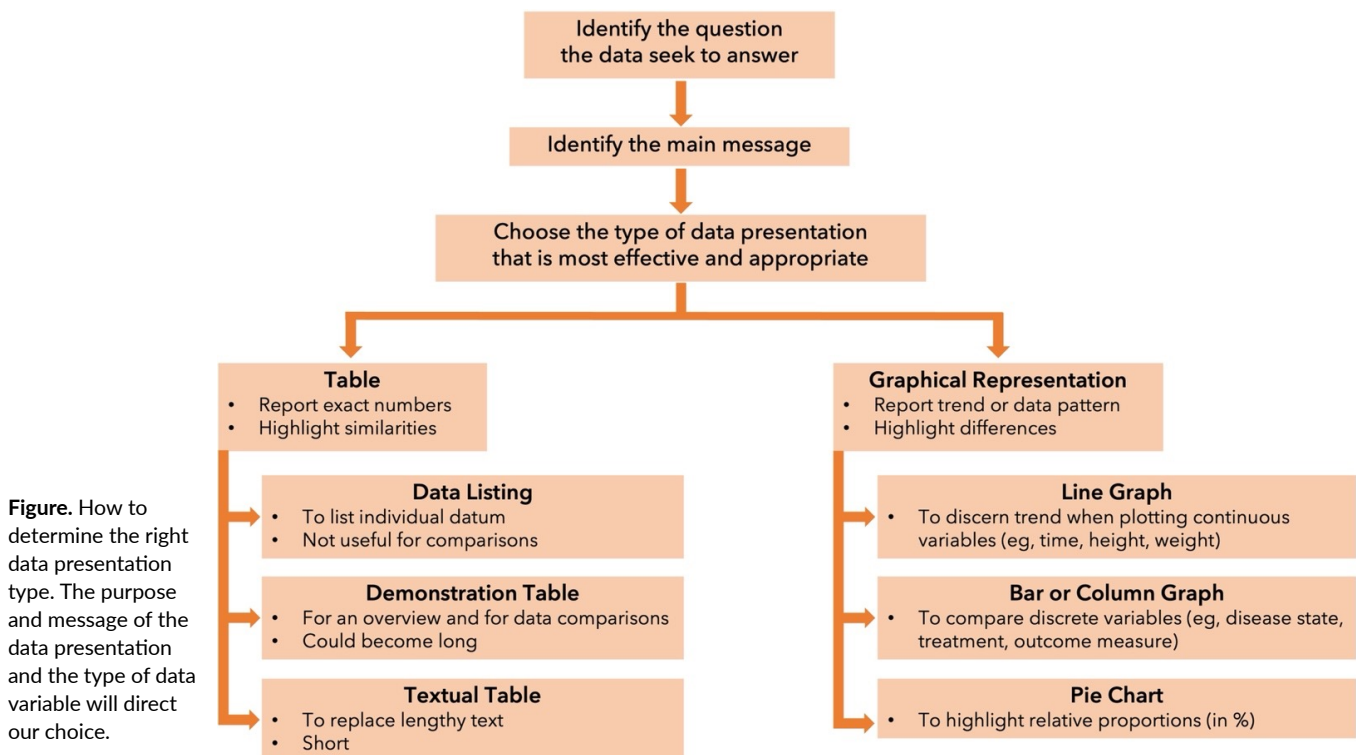 Identify the question
the data seek to answer
Identify the main message
Choose the type of data presentation
that is most effective and appropriate
Table
• Report exact numbers
• Highlight similarities
Data Listing
• To list individual datum
• Not useful for comparisons
Demonstration Table
• For an overview and for data comparisons
• Could become long
Textual Table
• To replace lengthy text
• Short
Graphical Representation
• Report trend or data pattern
• Highlight differences
Line Graph
• To discern trend when plotting continuous
variables (eg, time, height, weight)
Bar or Column Graph
• To compare discrete variables (eg, disease state,
treatment, outcome measure)
Pie Chart
• To highlight relative proportions (in %)
Figure. How to
determine the right
data presentation
type. The purpose
and message of the
data presentation
and the type of data
variable will direct
our choice.